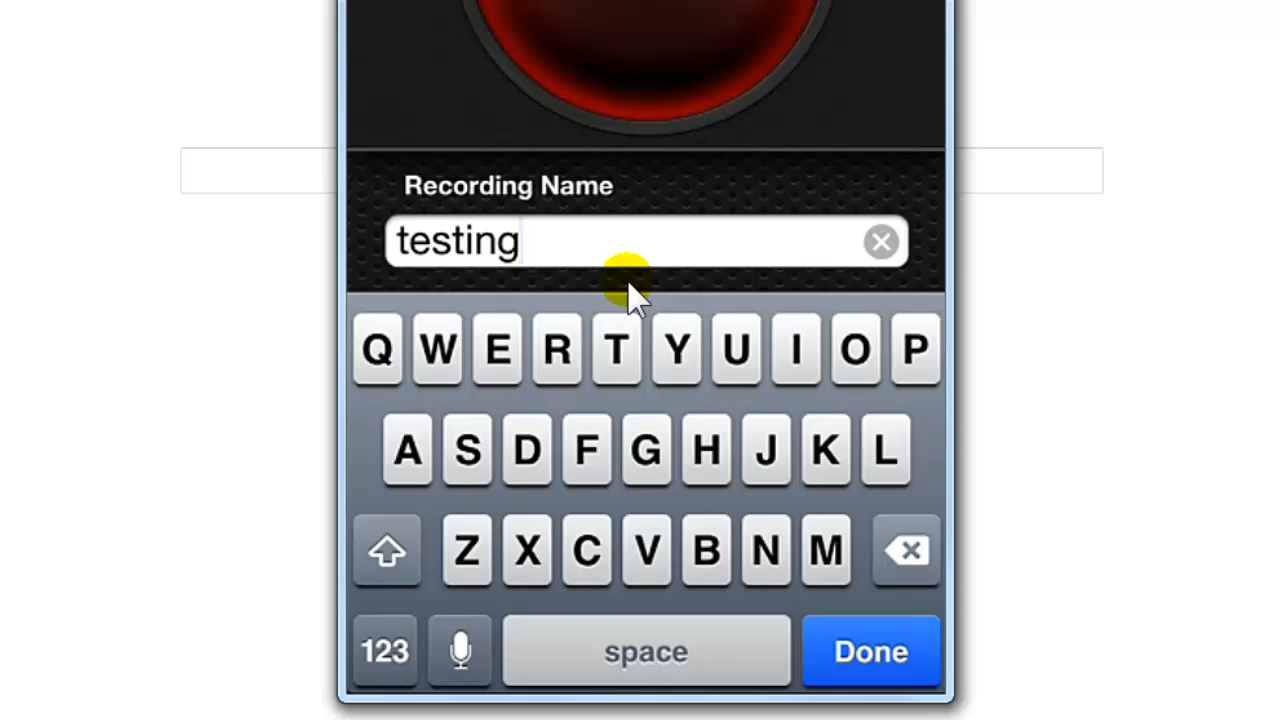 Recording Name
testing
Q W E R T Y U I O P
A S D F G H J K L
Z X C V B N M
123 space Done